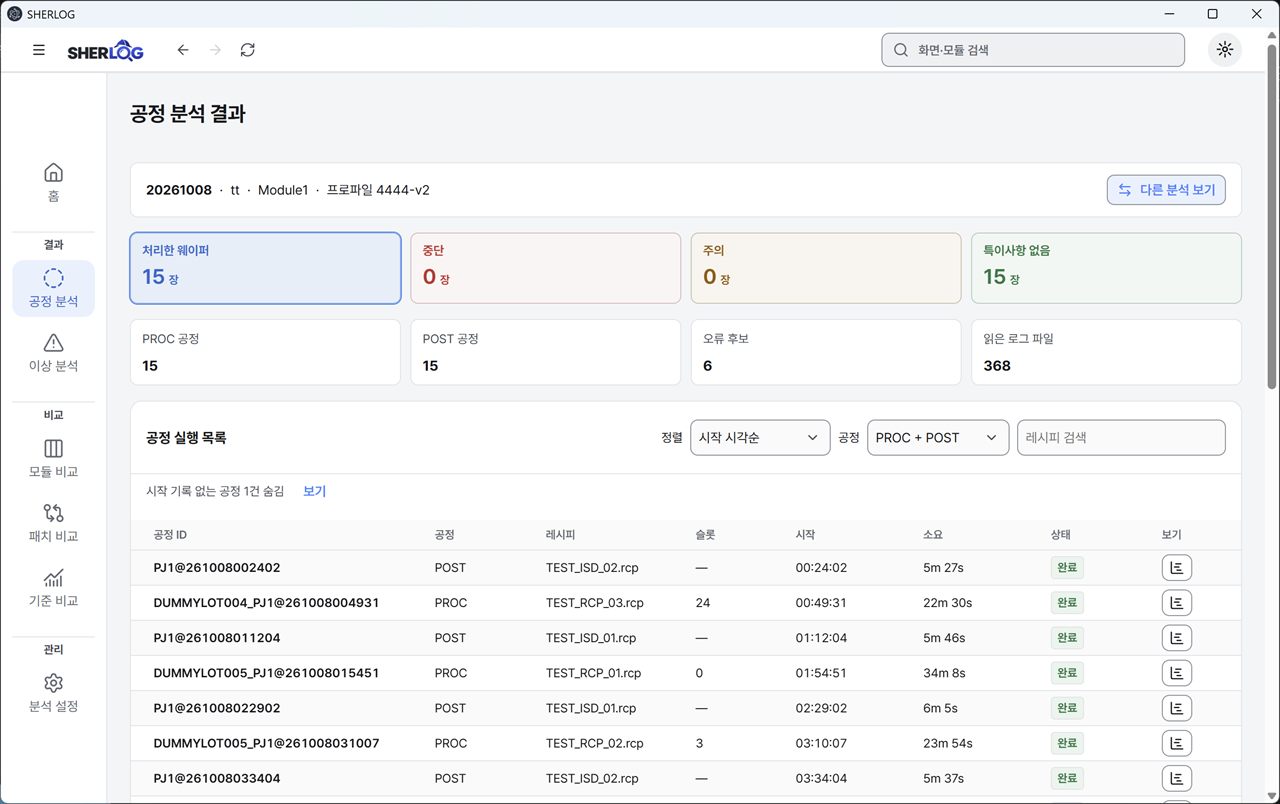 SHERLOG
SHERLOG
화면·모듈 검색
공정 분석 결과
홈
결과
공정 분석
이상 분석
비교
모듈 비교
패치 비교
기준 비교
관리
분석 설정
20261008 · tt · Module1 · 프로파일 4444-v2
다른 분석 보기
처리한 웨이퍼
15 장
중단
0 장
주의
0 장
특이사항 없음
15 장
PROC 공정
15
POST 공정
15
오류 후보
6
읽은 로그 파일
368
공정 실행 목록
정렬 시작 시각순 공정 PROC + POST 레시피 검색
시작 기록 없는 공정 1건 숨김 보기
공정 ID 공정 레시피 슬롯 시작 소요 상태 보기
PJ1@261008002402 POST TEST_ISD_02.rcp — 00:24:02 5m 27s 완료
DUMMYLOT004_PJ1@261008004931 PROC TEST_RCP_03.rcp 24 00:49:31 22m 30s 완료
PJ1@261008011204 POST TEST_ISD_01.rcp — 01:12:04 5m 46s 완료
DUMMYLOT005_PJ1@261008015451 PROC TEST_RCP_01.rcp 0 01:54:51 34m 8s 완료
PJ1@261008022902 POST TEST_ISD_01.rcp — 02:29:02 6m 5s 완료
DUMMYLOT005_PJ1@261008031007 PROC TEST_RCP_02.rcp 3 03:10:07 23m 54s 완료
PJ1@261008033404 POST TEST_ISD_02.rcp — 03:34:04 5m 37s 완료